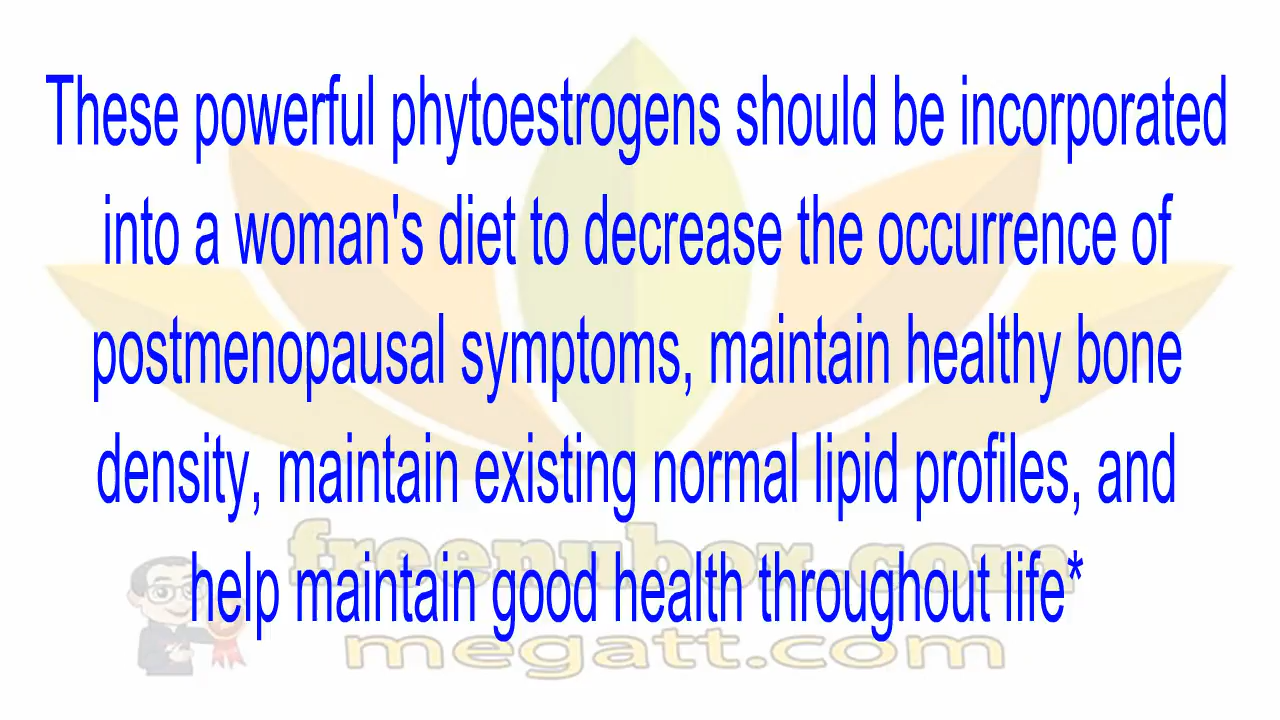 These powerful phytoestrogens should be incorporated
into a woman's diet to decrease the occurrence of
postmenopausal symptoms, maintain healthy bone
density, maintain existing normal lipid profiles, and
freenubox.com
help maintain good health throughout life*
megatt.com